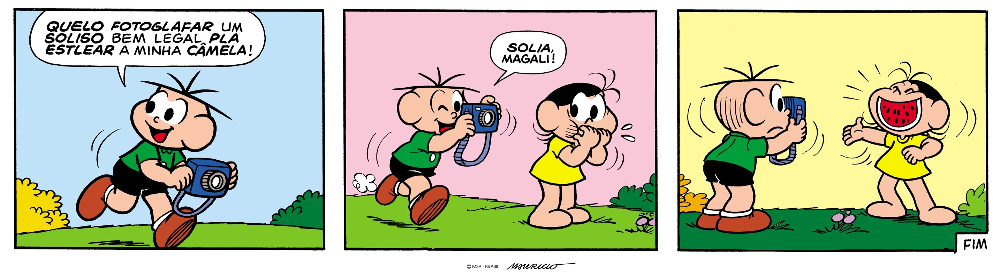 QUELO FOTOGLAFAR UM
SOLISO BEM LEGAL PLA
ESTLEAR A MINHA CÂMELA!
SOLIA,
MAGALI!
FIM
© MSP - BRASIL MAURICIO